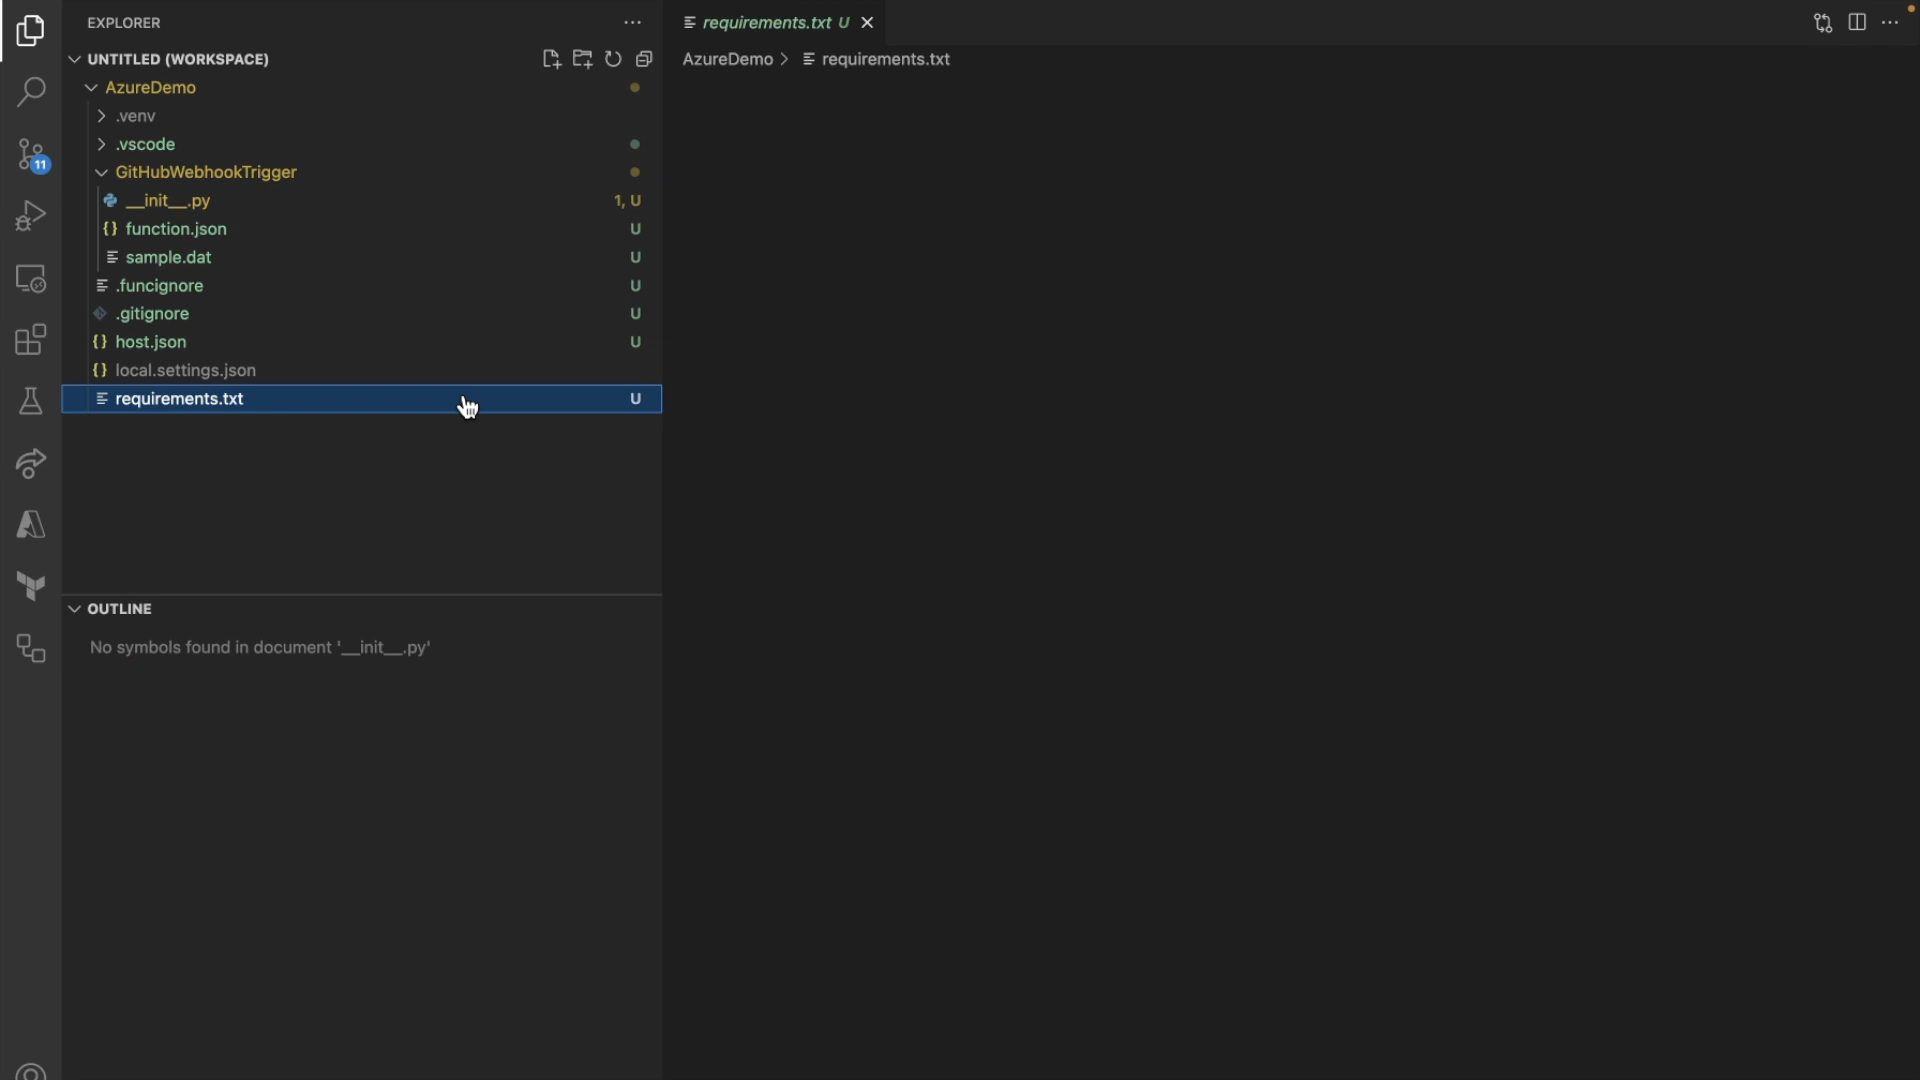 EXPLORER
UNTITLED (WORKSPACE)
AzureDemo
.venv
.vscode
GitHubWebhookTrigger
__init__.py 1, U
function.json U
sample.dat U
.funcignore U
.gitignore U
host.json U
local.settings.json
requirements.txt U
OUTLINE
No symbols found in document '__init__.py'
11
requirements.txt U
AzureDemo > requirements.txt